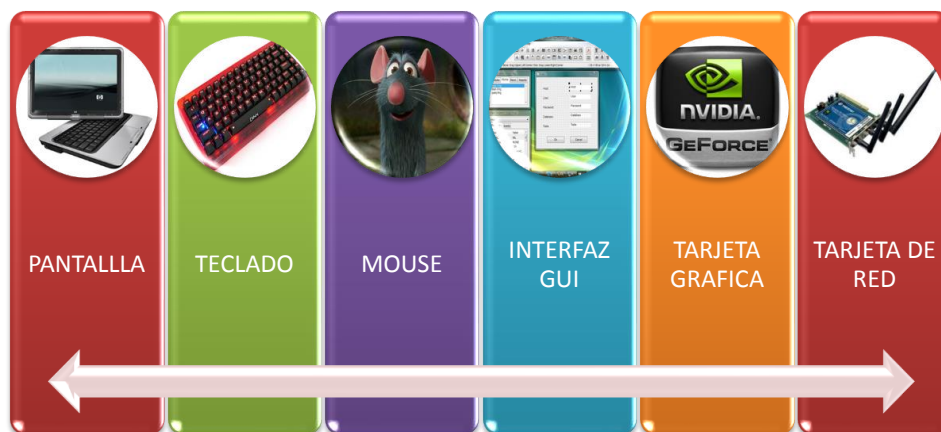 PANTALLLA
TECLADO
MOUSE
INTERFAZ
GUI
TARJETA
GRAFICA
TARJETA DE
RED
NVIDIA.
GEFORCE